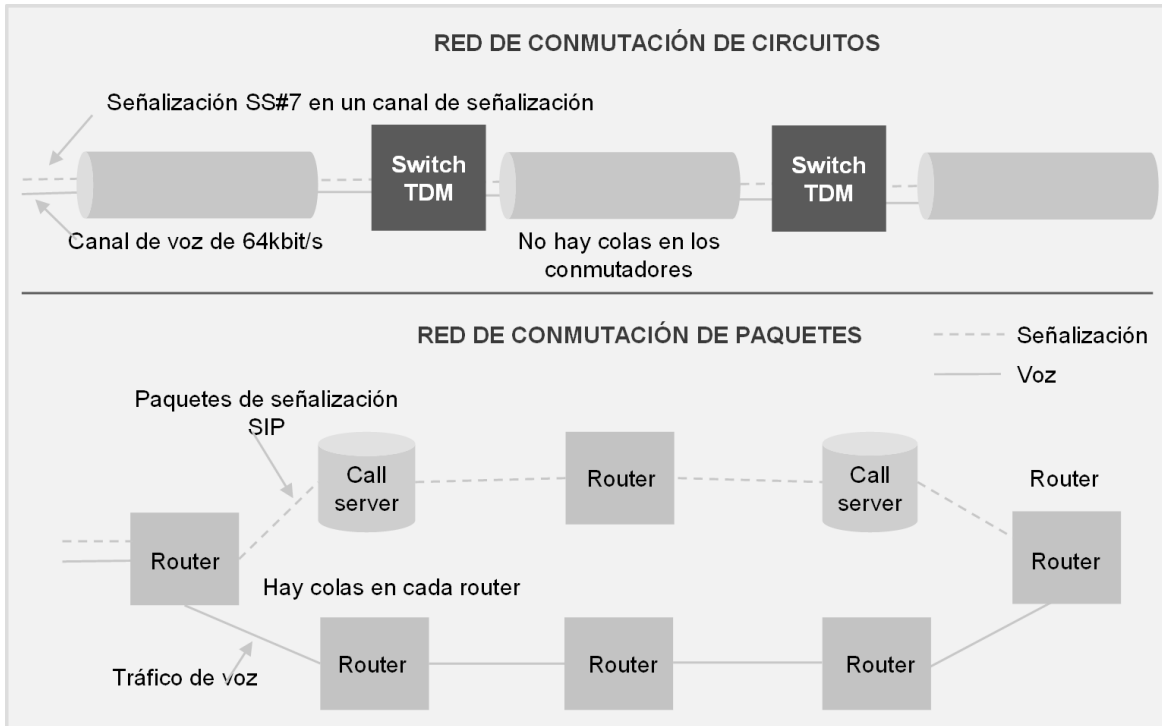 RED DE CONMUTACIÓN DE CIRCUITOS
Señalización SS#7 en un canal de señalización
Switch
TDM
Switch
TDM
Canal de voz de 64kbit/s
No hay colas en los
conmutadores
RED DE CONMUTACIÓN DE PAQUETES
Señalización
Voz
Paquetes de señalización
SIP
Call
server
Router
Call
server
Router
Router
Router
Hay colas en cada router
Router
Router
Router
Tráfico de voz